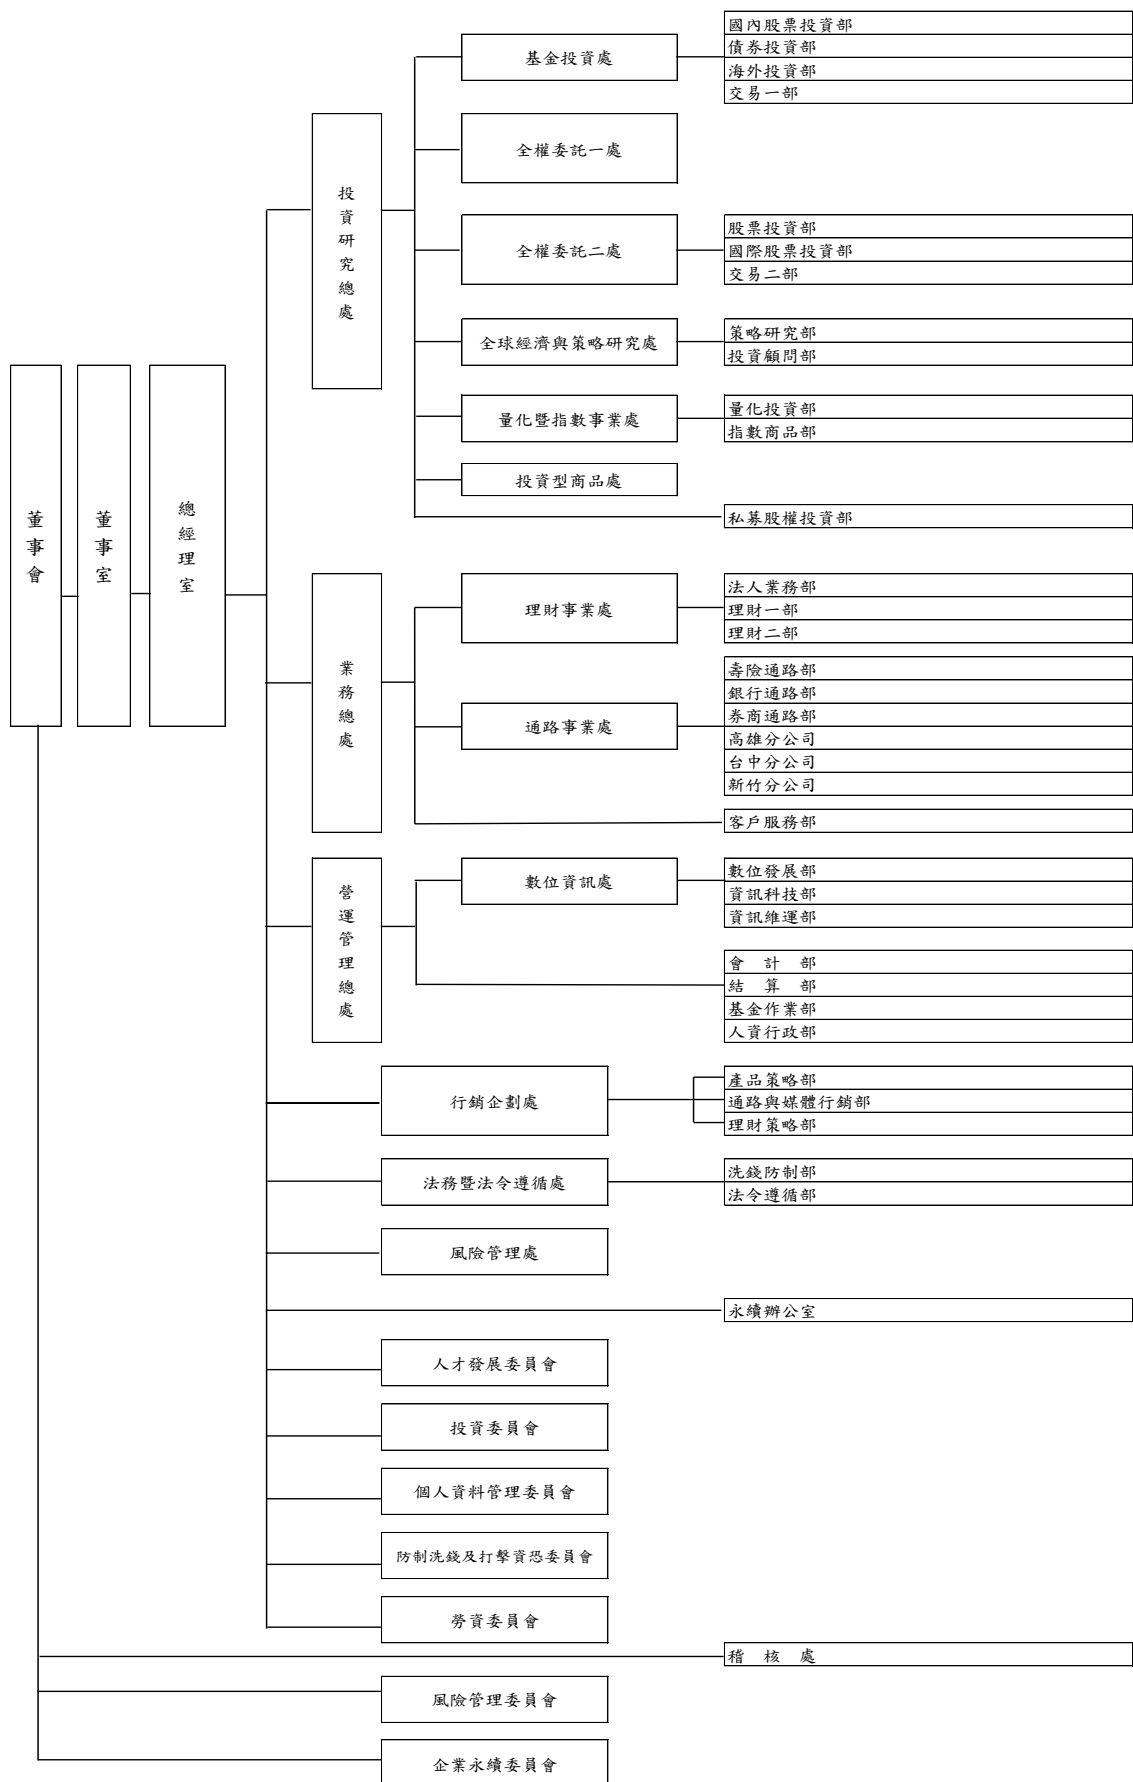 國內股票投資部
基金投資處
債券投資部
海外投資部
交易一部
全權委託一處
投資研究總處
股票投資部
全權委託二處
國際股票投資部
交易二部
策略研究部
全球經濟與策略研究處
投資顧問部
量化投資部
量化暨指數事業處
指數商品部
投資型商品處
私募股權投資部
董事會
董事室
總經理室
法人業務部
理財事業處
理財一部
理財二部
業務總處
壽險通路部
銀行通路部
券商通路部
通路事業處
高雄分公司
台中分公司
新竹分公司
客戶服務部
數位發展部
數位資訊處
資訊科技部
資訊維運部
營運管理總處
會 計 部
結 算 部
基金作業部
人資行政部
產品策略部
行銷企劃處
通路與媒體行銷部
理財策略部
洗錢防制部
法務暨法令遵循處
法令遵循部
風險管理處
永續辦公室
人才發展委員會
投資委員會
個人資料管理委員會
防制洗錢及打擊資恐委員會
勞資委員會
稽 核 處
風險管理委員會
企業永續委員會